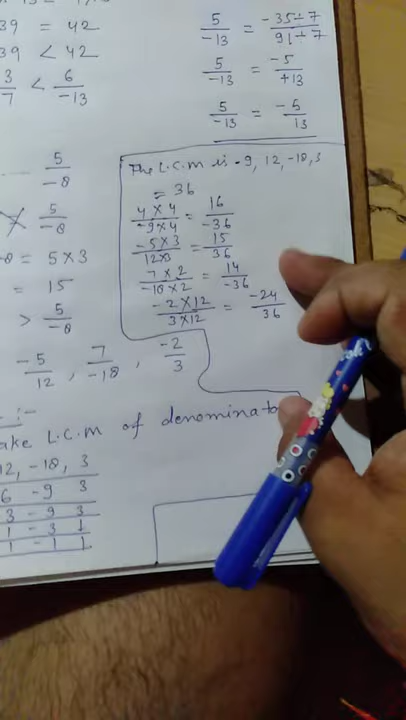 39 = 42
39 < 42
3/7 < 6/-13
5/-13 = -35÷7/91÷7
5/-13 = -5/+13
5/-13 = -5/13
5/-8
5/-8
= 5×3
= 15
> 5/-8
The L.C.M is -9, 12, -18, 3
= 36
4×4/-9×4 = 16/-36
-5×3/12×3 = 15/36
7×2/-18×2 = 14/-36
-2×12/3×12 = -24/36
-5/12, 7/-18, -2/3
L.C.M of denominato
12, -18, 3
6 -9 3
3 -9 3
1 -3 1
1 -1 1